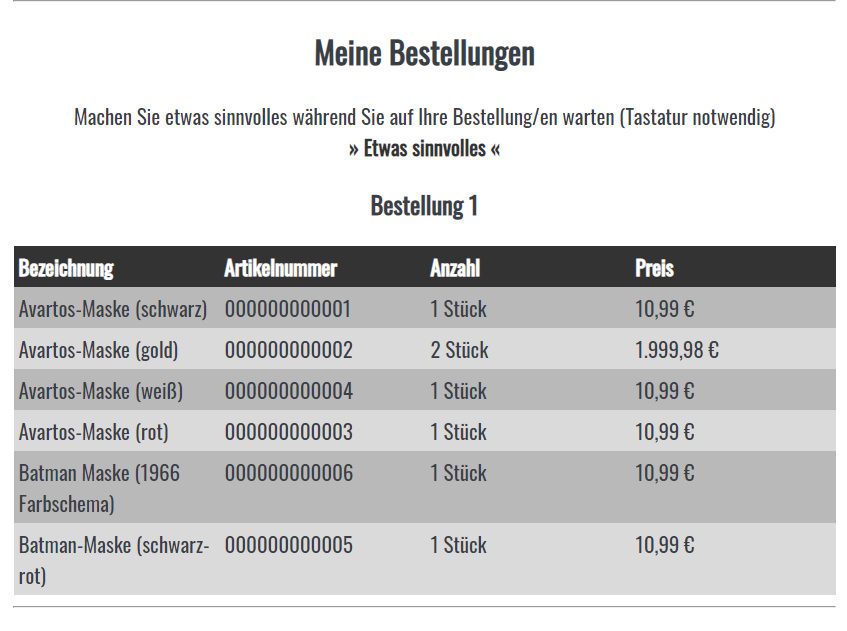 Meine Bestellungen
Machen Sie etwas sinnvolles während Sie auf Ihre Bestellung/en warten (Tastatur notwendig)
» Etwas sinnvolles «
Bestellung 1
Bezeichnung Artikelnummer Anzahl Preis
Avartos-Maske (schwarz) 000000000001 1 Stück 10,99 €
Avartos-Maske (gold) 000000000002 2 Stück 1.999,98 €
Avartos-Maske (weiß) 000000000004 1 Stück 10,99 €
Avartos-Maske (rot) 000000000003 1 Stück 10,99 €
Batman Maske (1966 000000000006 1 Stück 10,99 €
Farbschema)
Batman-Maske (schwarz- 000000000005 1 Stück 10,99 €
rot)